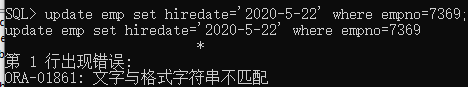 SQL> update emp set hiredate='2020-5-22' where empno=7369;
update emp set hiredate='2020-5-22' where empno=7369
*
第 1 行出现错误:
ORA-01861: 文字与格式字符串不匹配